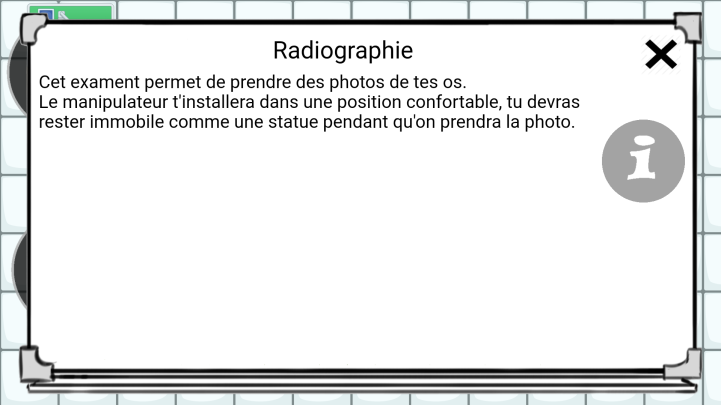 Radiographie
Cet exament permet de prendre des photos de tes os.
Le manipulateur t'installera dans une position confortable, tu devras
rester immobile comme une statue pendant qu'on prendra la photo.
i